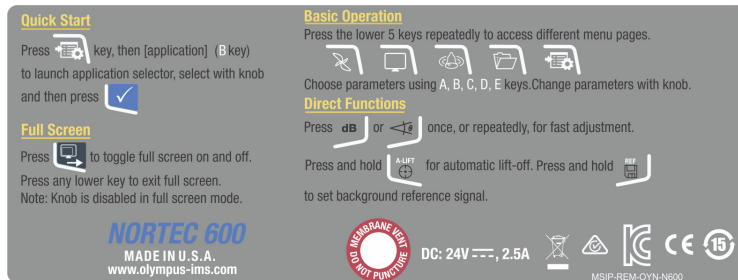 Quick Start
Press key, then [application] (B key)
to launch application selector, select with knob
and then press
Full Screen
Press to toggle full screen on and off.
Press any lower key to exit full screen.
Note: Knob is disabled in full screen mode.
NORTEC 600
MADE IN U.S.A.
www.olympus-ims.com
Basic Operation
Press the lower 5 keys repeatedly to access different menu pages.
Choose parameters using A, B, C, D, E keys.Change parameters with knob.
Direct Functions
Press dB or once, or repeatedly, for fast adjustment.
Press and hold A-LIFT for automatic lift-off. Press and hold REF
to set background reference signal.
MEMBRANE VENT
DO NOT PUNCTURE
DC: 24V, 2.5A
CE
15
MSIP-REM-OYN-N600